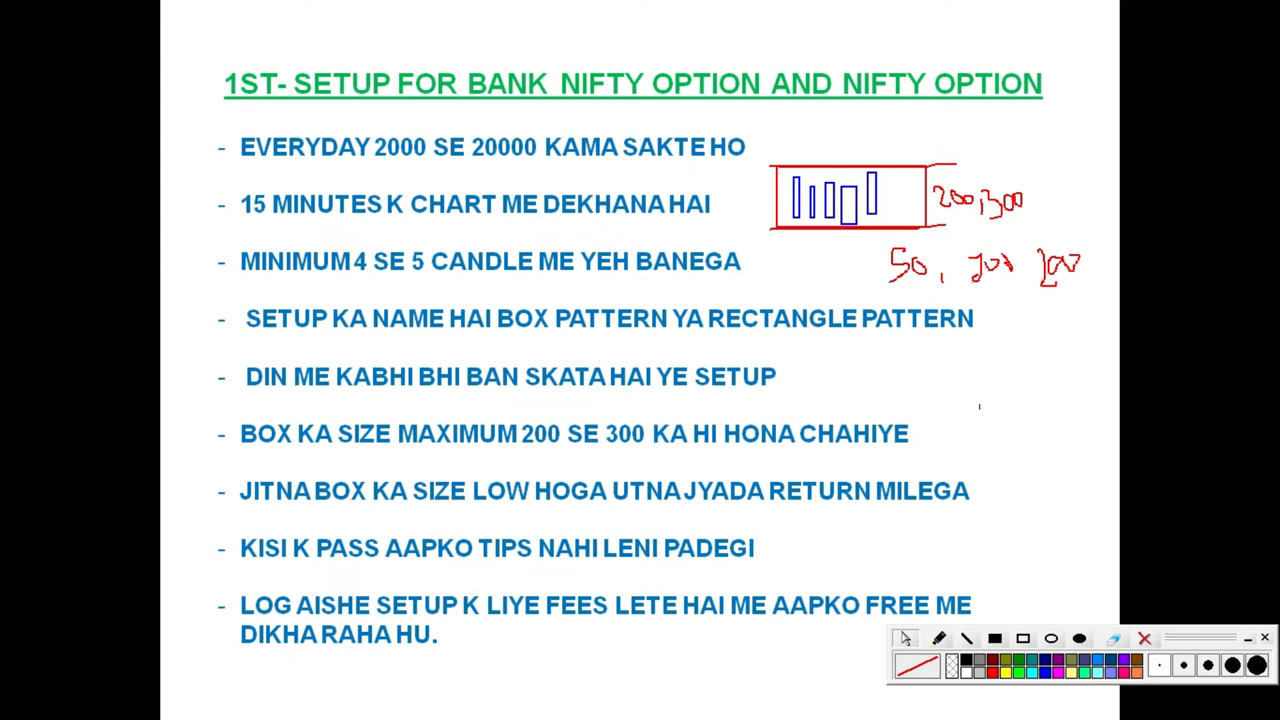 1ST- SETUP FOR BANK NIFTY OPTION AND NIFTY OPTION
- EVERYDAY 2000 SE 20000 KAMA SAKTE HO
- 15 MINUTES K CHART ME DEKHANA HAI
200,300
- MINIMUM 4 SE 5 CANDLE ME YEH BANEGA
50,
- SETUP KA NAME HAI BOX PATTERN YA RECTANGLE PATTERN
- DIN ME KABHI BHI BAN SKATA HAI YE SETUP
- BOX KA SIZE MAXIMUM 200 SE 300 KA HI HONA CHAHIYE
- JITNA BOX KA SIZE LOW HOGA UTNA JYADA RETURN MILEGA
- KISI K PASS AAPKO TIPS NAHI LENI PADEGI
- LOG AISHE SETUP K LIYE FEES LETE HAI ME AAPKO FREE ME
DIKHA RAHA HU.